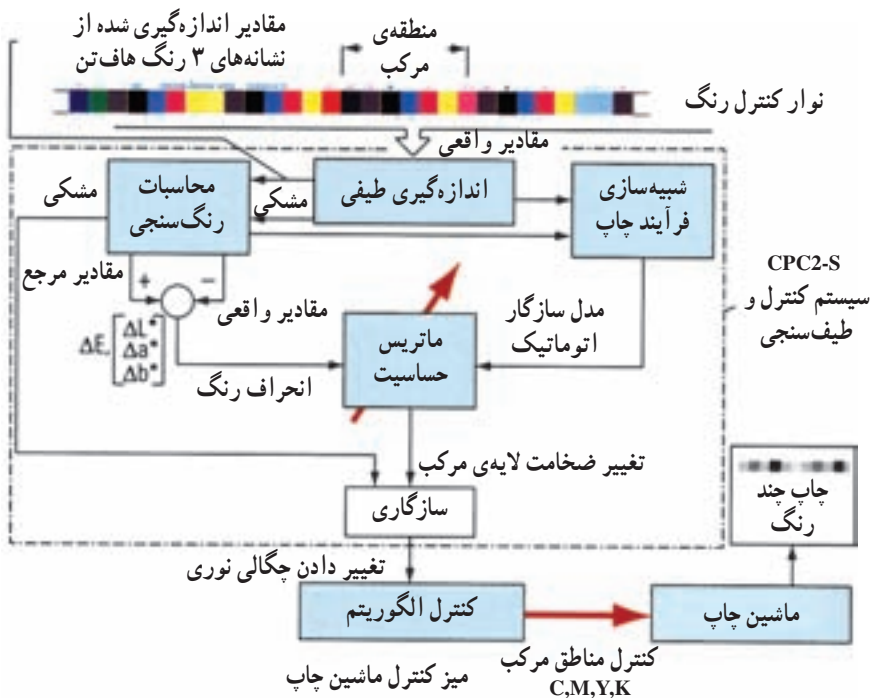 مقادیر اندازه‌گیری شده از
نشانه‌های ۳ رنگ هاف‌تن
منطقه‌ی
مرکب
نوار کنترل رنگ
مقادیر واقعی
مشکی
محاسبات
رنگ‌سنجی
مشکی
اندازه‌گیری طیفی
شبیه‌سازی
فرآیند چاپ
CPC2-S
سیستم کنترل و
طیف‌سنجی
مقادیر مرجع
+
−
مقادیر واقعی
ΔE,
ΔL*
Δa*
Δb*
انحراف رنگ
ماتریس
حساسیت
مدل سازگار
اتوماتیک
تغییر ضخامت لایه‌ی مرکب
سازگاری
چاپ چند
رنگ
تغییر دادن چگالی نوری
کنترل الگوریتم
ماشین چاپ
میز کنترل ماشین چاپ
کنترل مناطق مرکب
C,M,Y,K